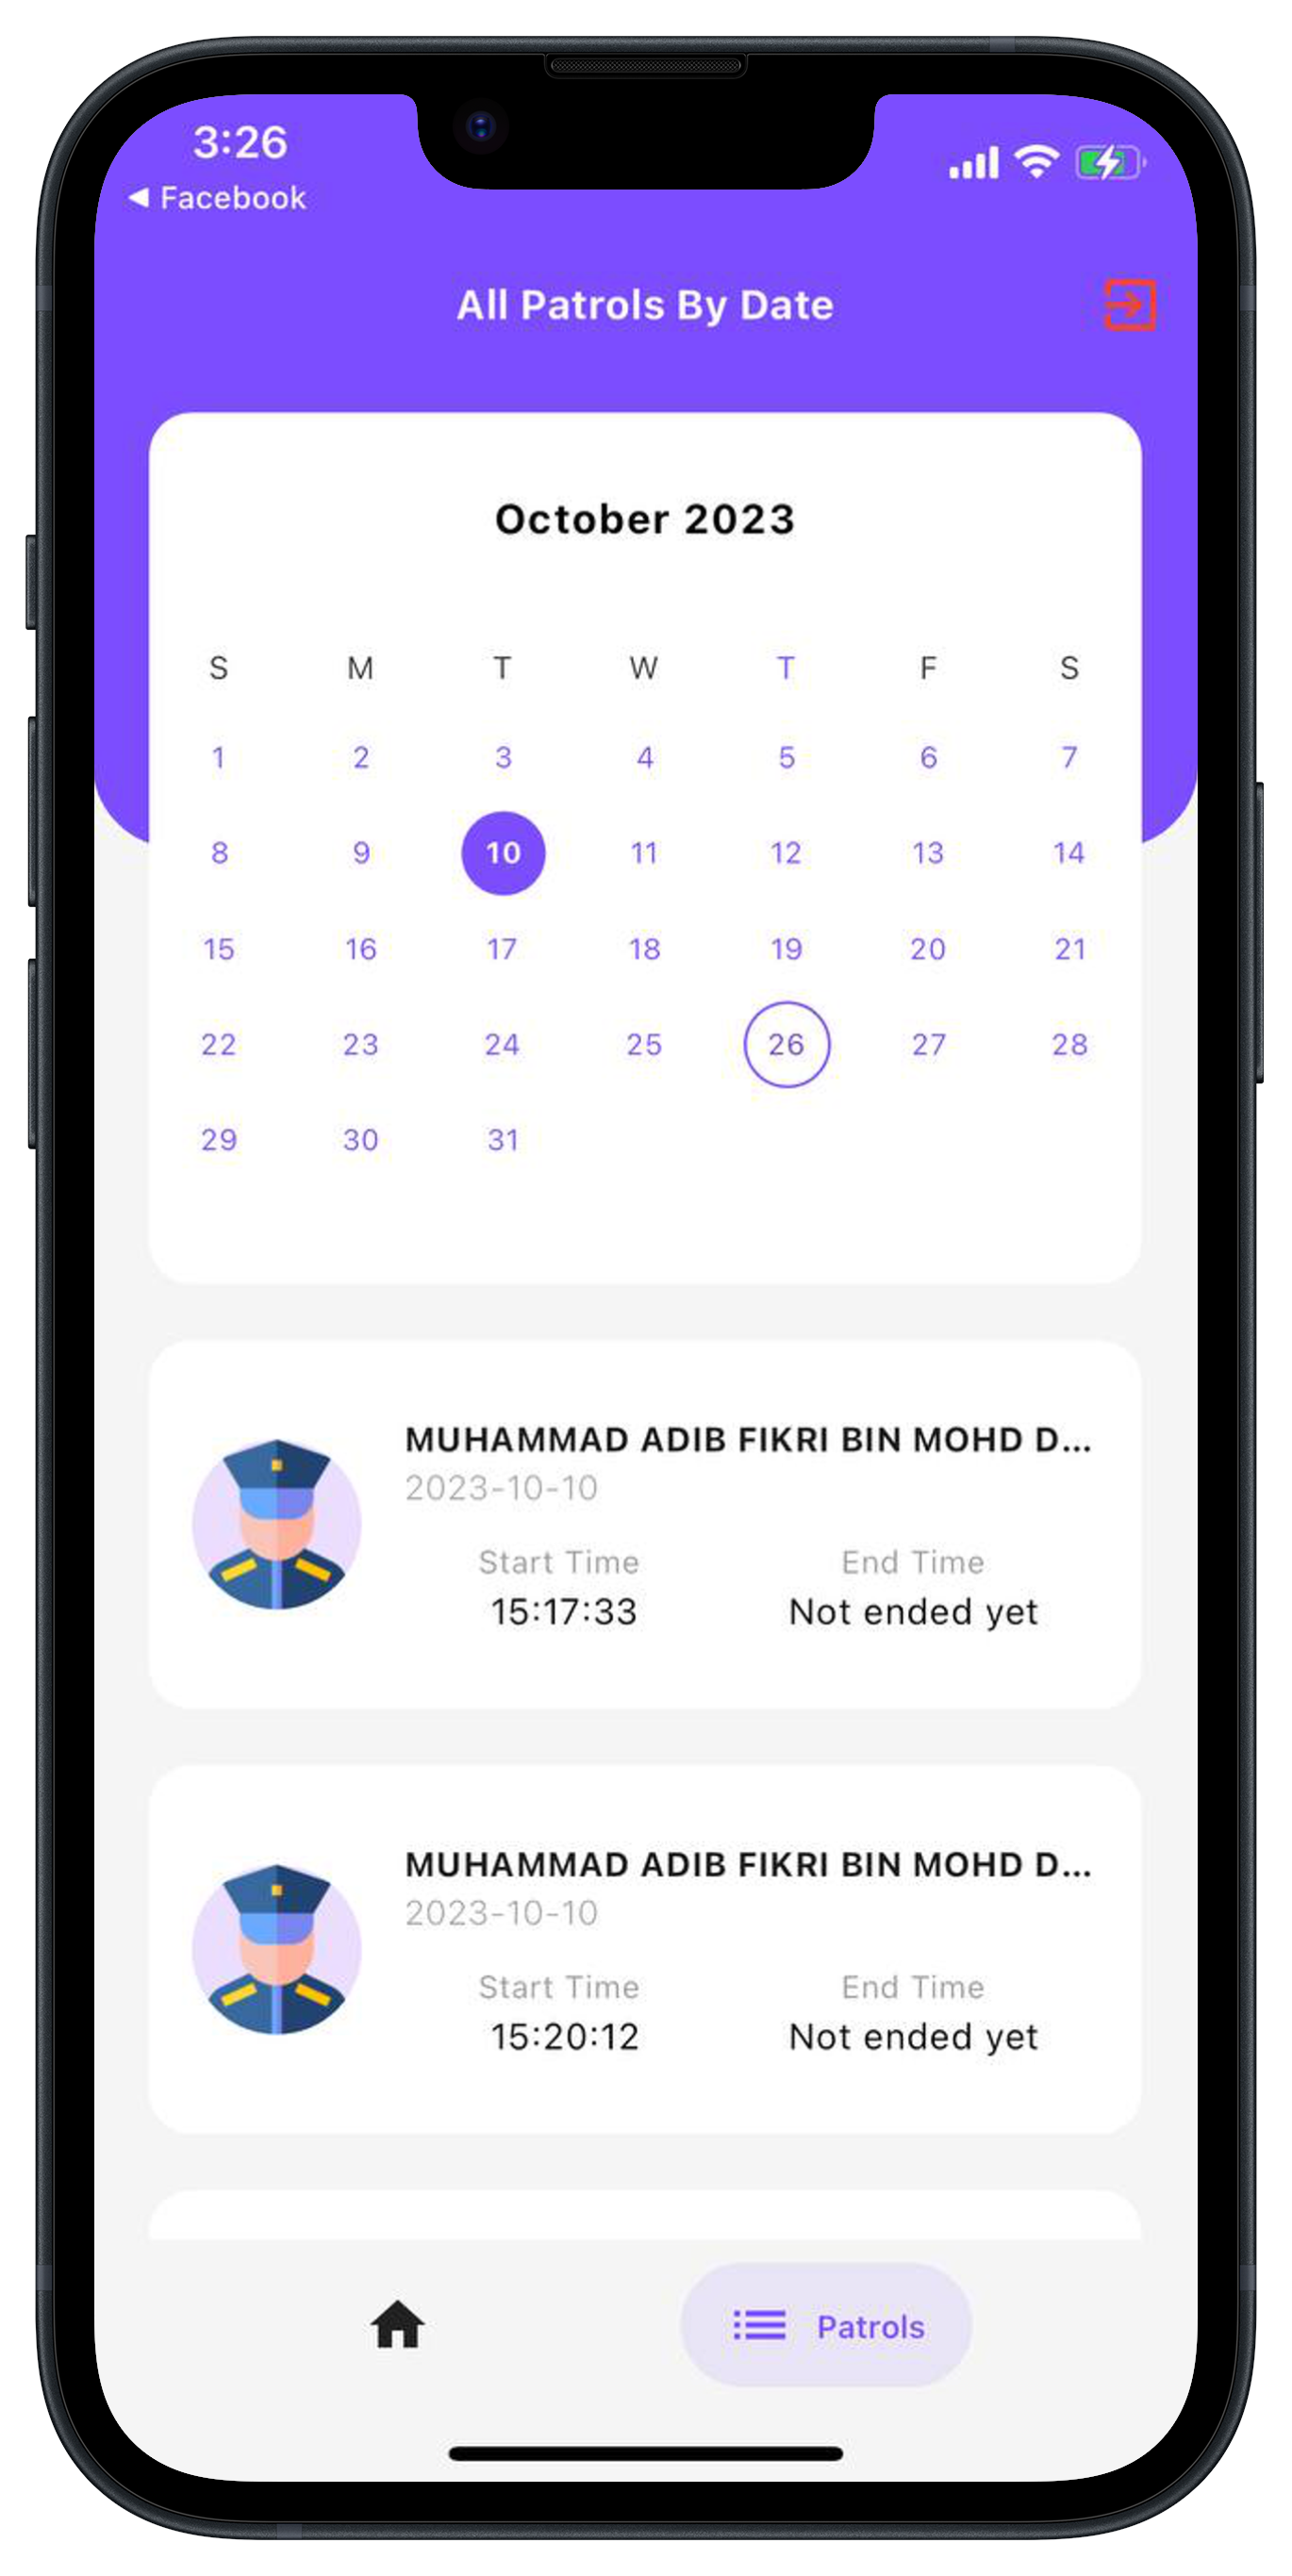 3:26
Facebook
All Patrols By Date
October 2023
S M T W T F S
1 2 3 4 5 6 7
8 9 10 11 12 13 14
15 16 17 18 19 20 21
22 23 24 25 26 27 28
29 30 31
MUHAMMAD ADIB FIKRI BIN MOHD D...
2023-10-10
Start Time End Time
15:17:33 Not ended yet
MUHAMMAD ADIB FIKRI BIN MOHD D...
2023-10-10
Start Time End Time
15:20:12 Not ended yet
Patrols